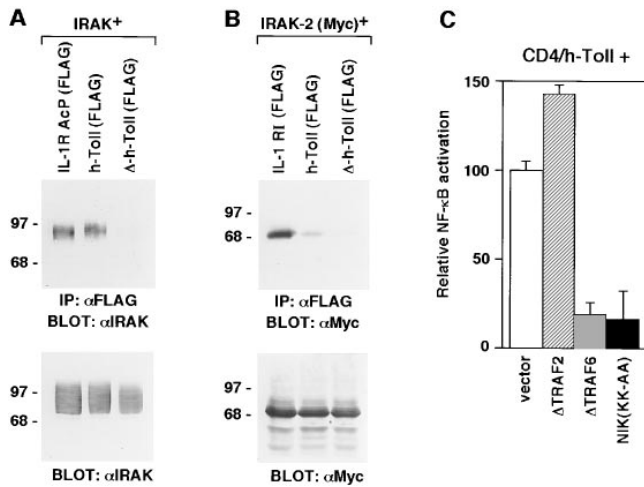 A
IRAK+
IL-1R AcP (FLAG)
h-Toll (FLAG)
Δ-h-Toll (FLAG)
97 -
68 -
IP: αFLAG
BLOT: αIRAK
97 -
68 -
BLOT: αIRAK
B
IRAK-2 (Myc)+
IL-1 RI (FLAG)
h-Toll (FLAG)
Δ-h-Toll (FLAG)
97 -
68 -
IP: αFLAG
BLOT: αMyc
97 -
68 -
BLOT: αMyc
C
CD4/h-Toll +
Relative NF-κB activation
150
100
50
0
vector
ΔTRAF2
ΔTRAF6
NIK(KK-AA)